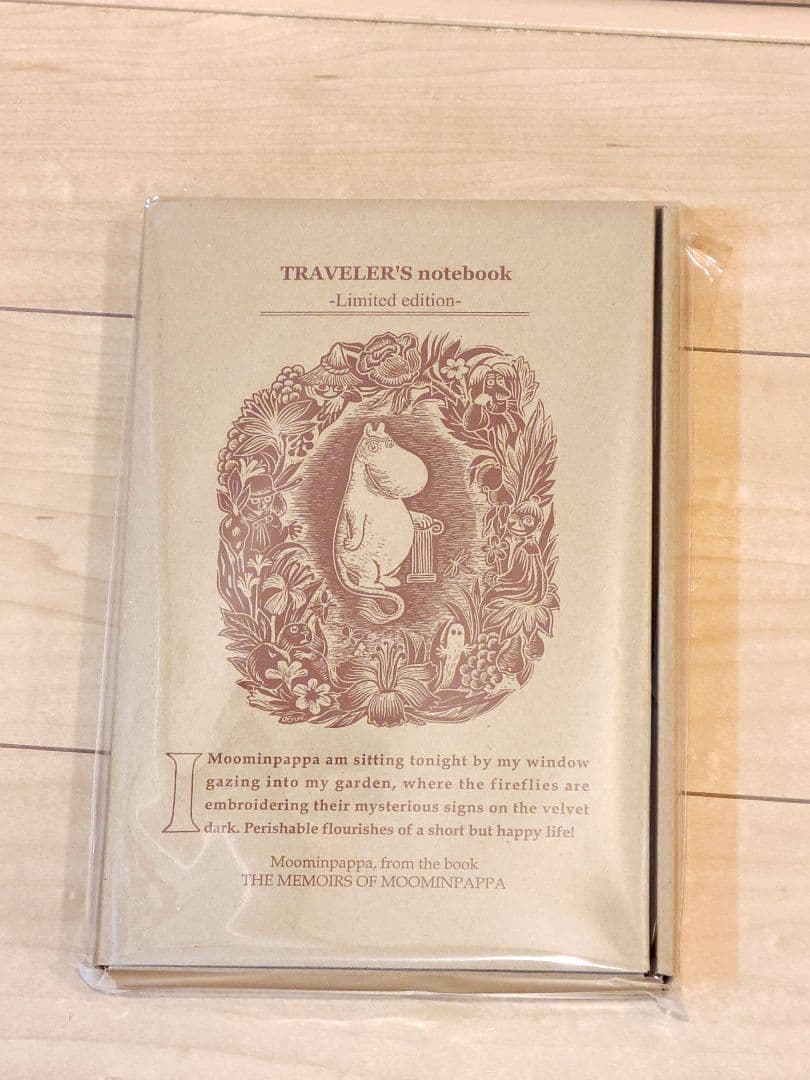 TRAVELER'S notebook
-Limited edition-
I Moominpappa am sitting tonight by my window
gazing into my garden, where the fireflies are
embroidering their mysterious signs on the velvet
dark. Perishable flourishes of a short but happy life!
Moominpappa, from the book
THE MEMOIRS OF MOOMINPAPPA